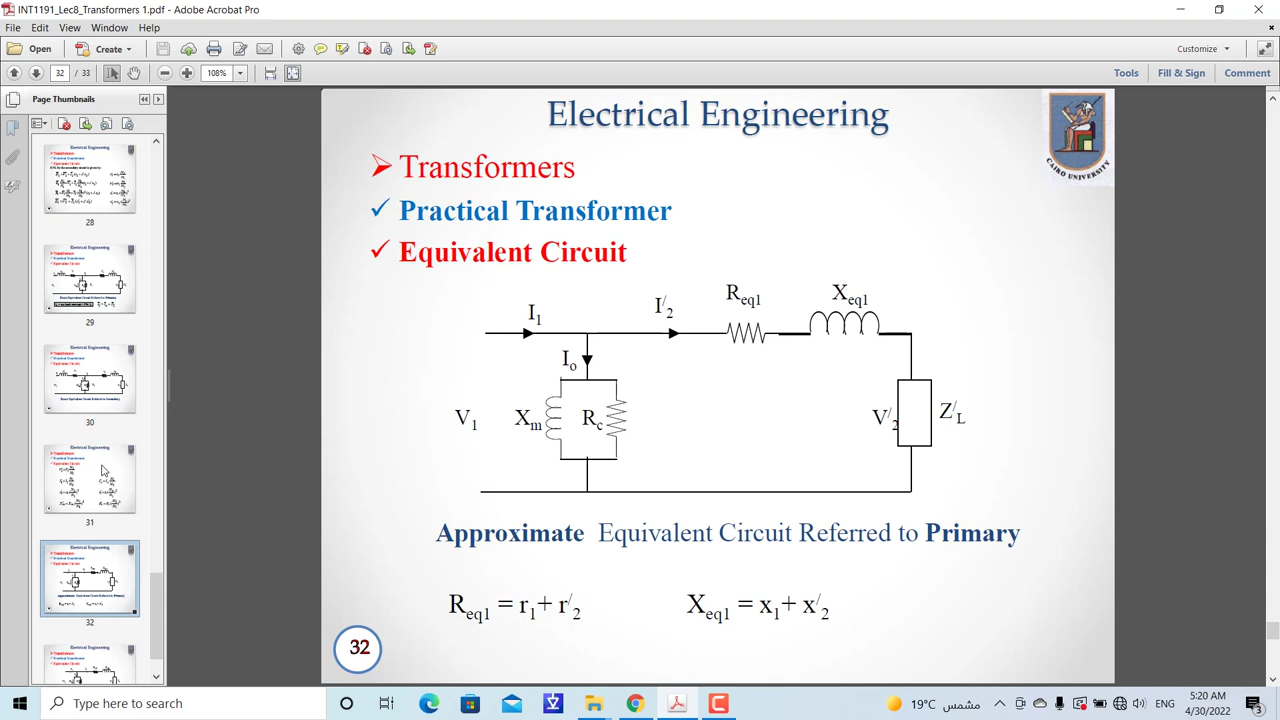 INT1191_Lec8_Transformers 1.pdf - Adobe Acrobat Pro
File Edit View Window Help
Open Create Customize
32 / 33 108% Tools Fill & Sign Comment
Page Thumbnails
28
29
30
31
32
Electrical Engineering
CAIRO UNIVERSITY
Transformers
Practical Transformer
Equivalent Circuit
I1 I/2 Req1 Xeq1
Io
V1 Xm Rc V/2 Z/L
Approximate Equivalent Circuit Referred to Primary
Req1 = r1+ r/2 Xeq1 = x1+ x/2
32
Type here to search
19°C مشمس ENG 5:20 AM
4/30/2022
3